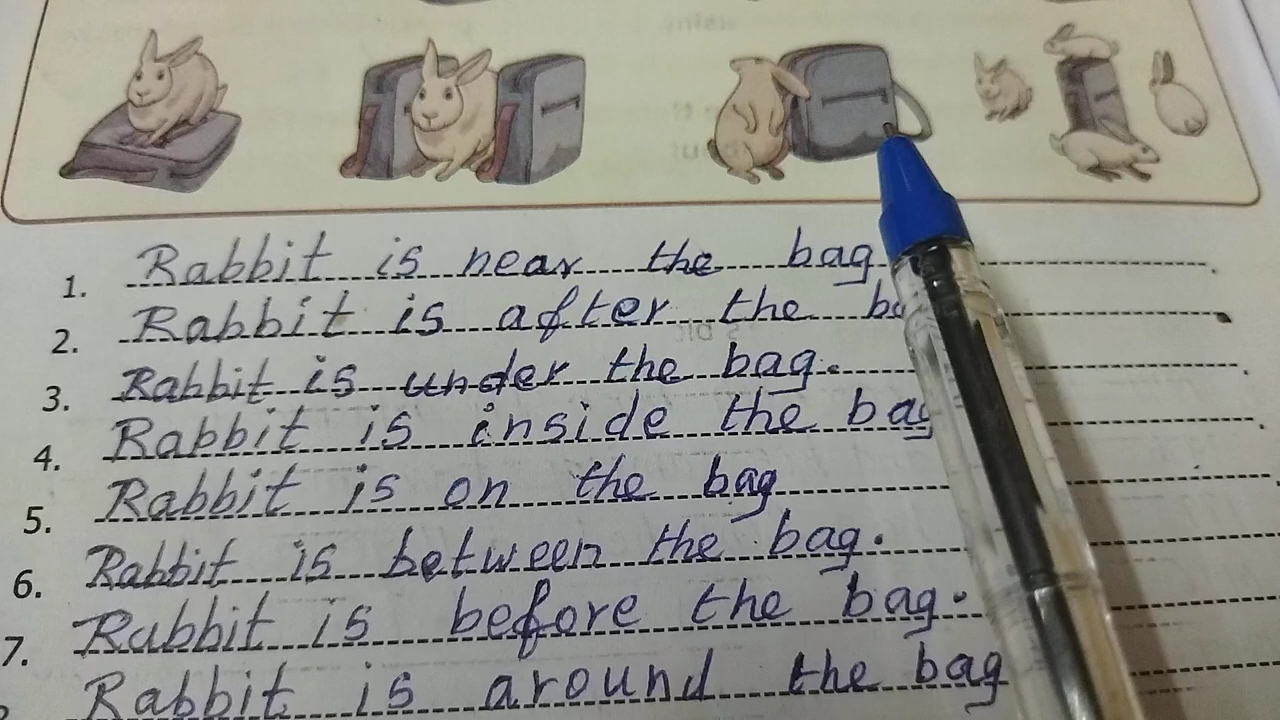 1. Rabbit is near the bag
2. Rabbit is after the
3. Rabbit is under the bag.
4. Rabbit is inside the bag
5. Rabbit is on the bag
6. Rabbit is between the bag.
7. Rabbit is before the bag.
Rabbit is around the bag